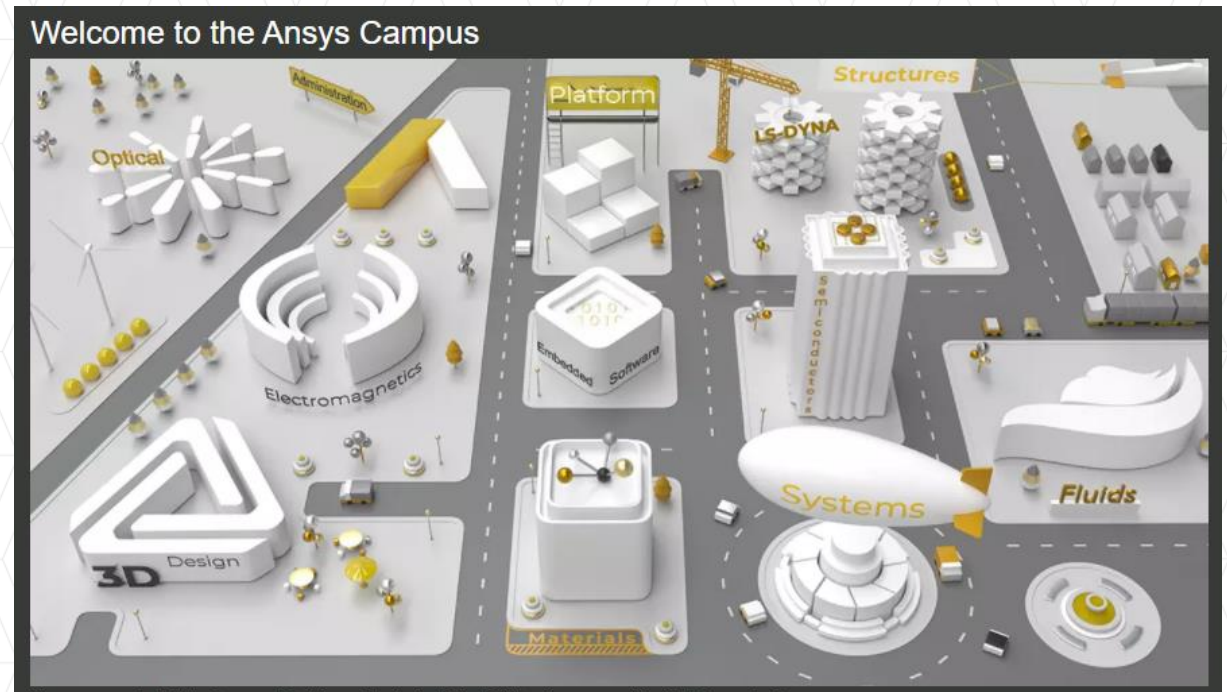 Welcome to the Ansys Campus
Administration
Platform
Structures
Optical
LS-DYNA
Semiconductors
Embedded Software
Electromagnetics
Systems
Fluids
3D Design
Materials